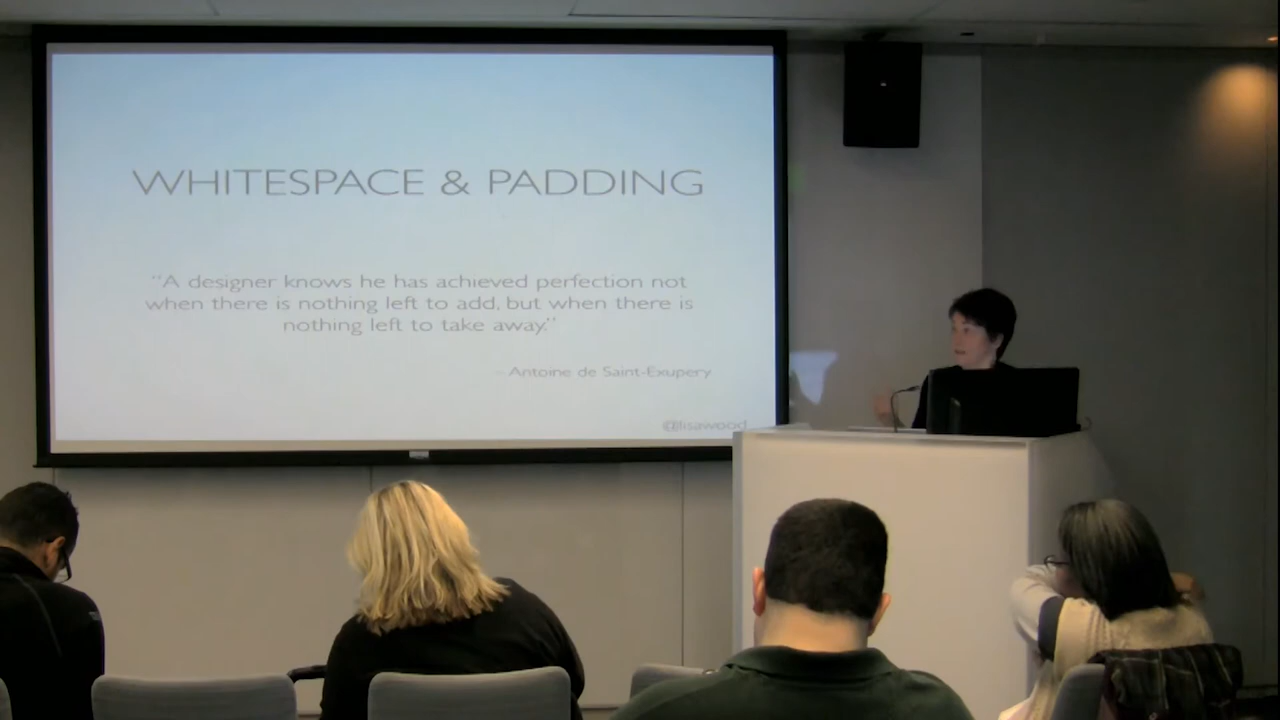 WHITESPACE & PADDING
“A designer knows he has achieved perfection not
when there is nothing left to add, but when there is
nothing left to take away.”
- Antoine de Saint-Exupery
@lisawood